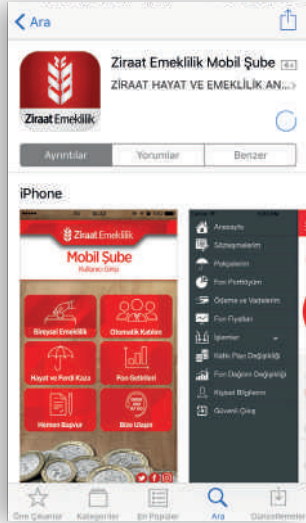 Ara
Ziraat Emeklilik Mobil Şube 4+
ZİRAAT HAYAT VE EMEKLİLİK AN...
Ziraat Emeklilik
Ayrıntılar
Yorumlar
Benzer
iPhone
Ziraat Emeklilik
Mobil Şube
Kullanıcı Girişi
Bireysel Emeklilik
Otomatik Katılım
Hayat ve Ferdi Kaza
Fon Getirileri
Hemen Başvur
Bize Ulaşın
Anasayfa
Sözleşmelerim
Poliçelerim
Fon Portföyüm
Ödeme ve Vadelerim
Fon Fiyatları
İşlemler
Katkı Payı Değişikliği
Fon Dağılım Değişikliği
Kişisel Bilgilerim
Güvenli Çıkış
Öne Çıkanlar
Kategoriler
En Popüler
Ara
Güncellemeler